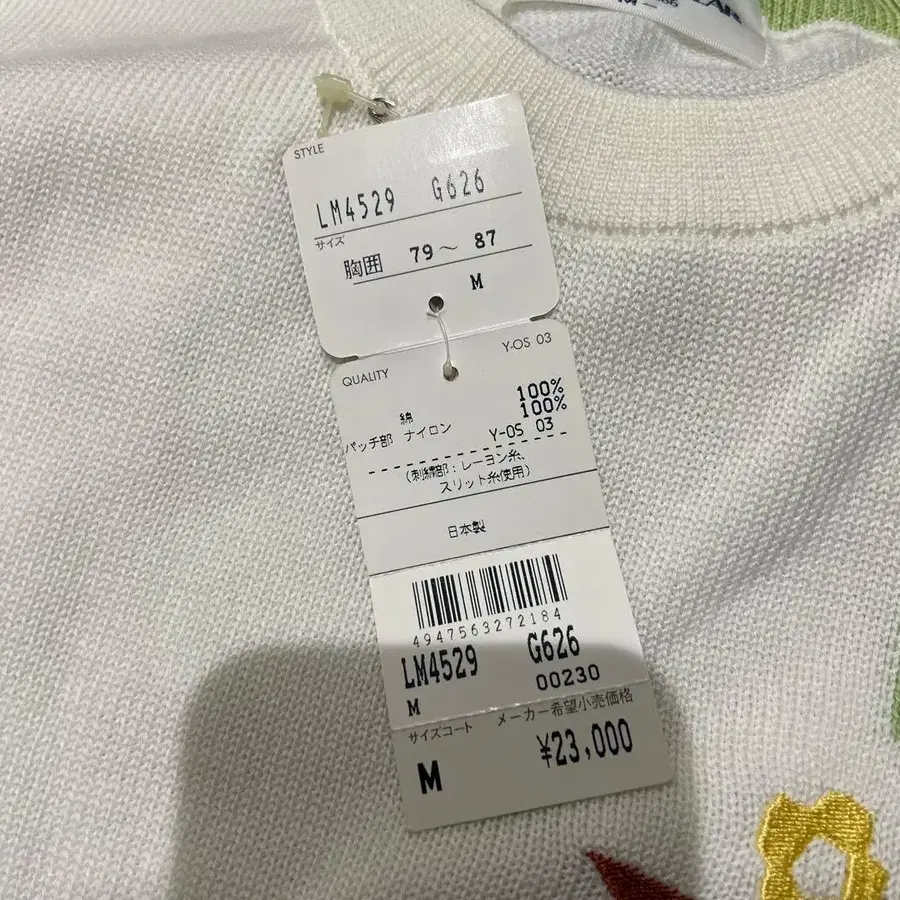 STYLE
LM4529 G626
サイズ
胸囲 79～ 87
M
QUALITY Y-OS 03
綿 100%
100%
パッチ部 ナイロン Y-OS 03
(刺繍部：レーヨン糸、
スリット糸使用)
日本製
4947563272184
LM4529 G626
M 00230
サイズコート メーカー希望小売価格
M ¥23,000